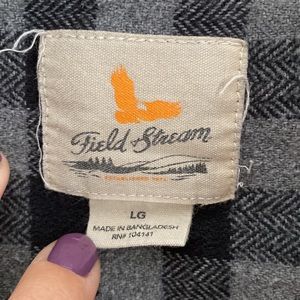 Field & Stream
ESTABLISHED 1871
LG
MADE IN BANGLADESH
RN# 104141